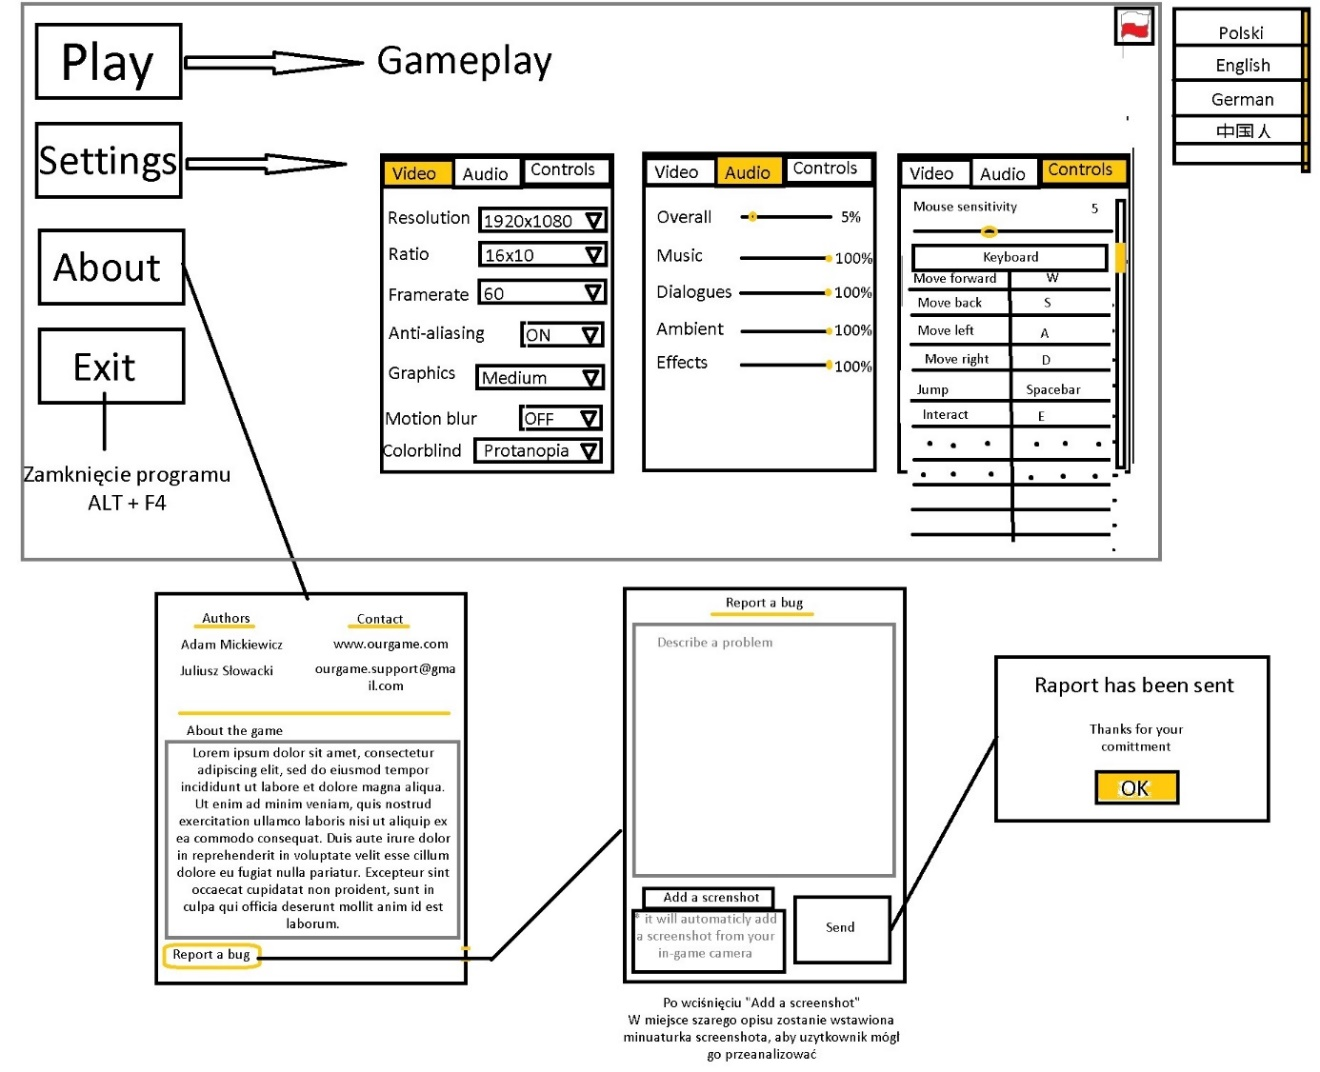 Play
Gameplay
Settings
About
Exit
Zamknięcie programu
ALT + F4
Polski
English
German
中国人
Video Audio Controls
Resolution 1920x1080
Ratio 16x10
Framerate 60
Anti-aliasing ON
Graphics Medium
Motion blur OFF
Colorblind Protanopia
Video Audio Controls
Overall 5%
Music 100%
Dialogues 100%
Ambient 100%
Effects 100%
Video Audio Controls
Mouse sensitivity 5
Keyboard
Move forward W
Move back S
Move left A
Move right D
Jump Spacebar
Interact E
Authors Contact
Adam Mickiewicz www.ourgame.com
Juliusz Słowacki ourgame.support@gma
il.com
About the game
Lorem ipsum dolor sit amet, consectetur
adipiscing elit, sed do eiusmod tempor
incididunt ut labore et dolore magna aliqua.
Ut enim ad minim veniam, quis nostrud
exercitation ullamco laboris nisi ut aliquip ex
ea commodo consequat. Duis aute irure dolor
in reprehenderit in voluptate velit esse cillum
dolore eu fugiat nulla pariatur. Excepteur sint
occaecat cupidatat non proident, sunt in
culpa qui officia deserunt mollit anim id est
laborum.
Report a bug
Report a bug
Describe a problem
Add a screnshot
* it will automaticly add
a screenshot from your
in-game camera
Send
Po wciśnięciu "Add a screenshot"
W miejsce szarego opisu zostanie wstawiona
minuaturka screenshota, aby uzytkownik mógł
go przeanalizować
Raport has been sent
Thanks for your
comittment
OK